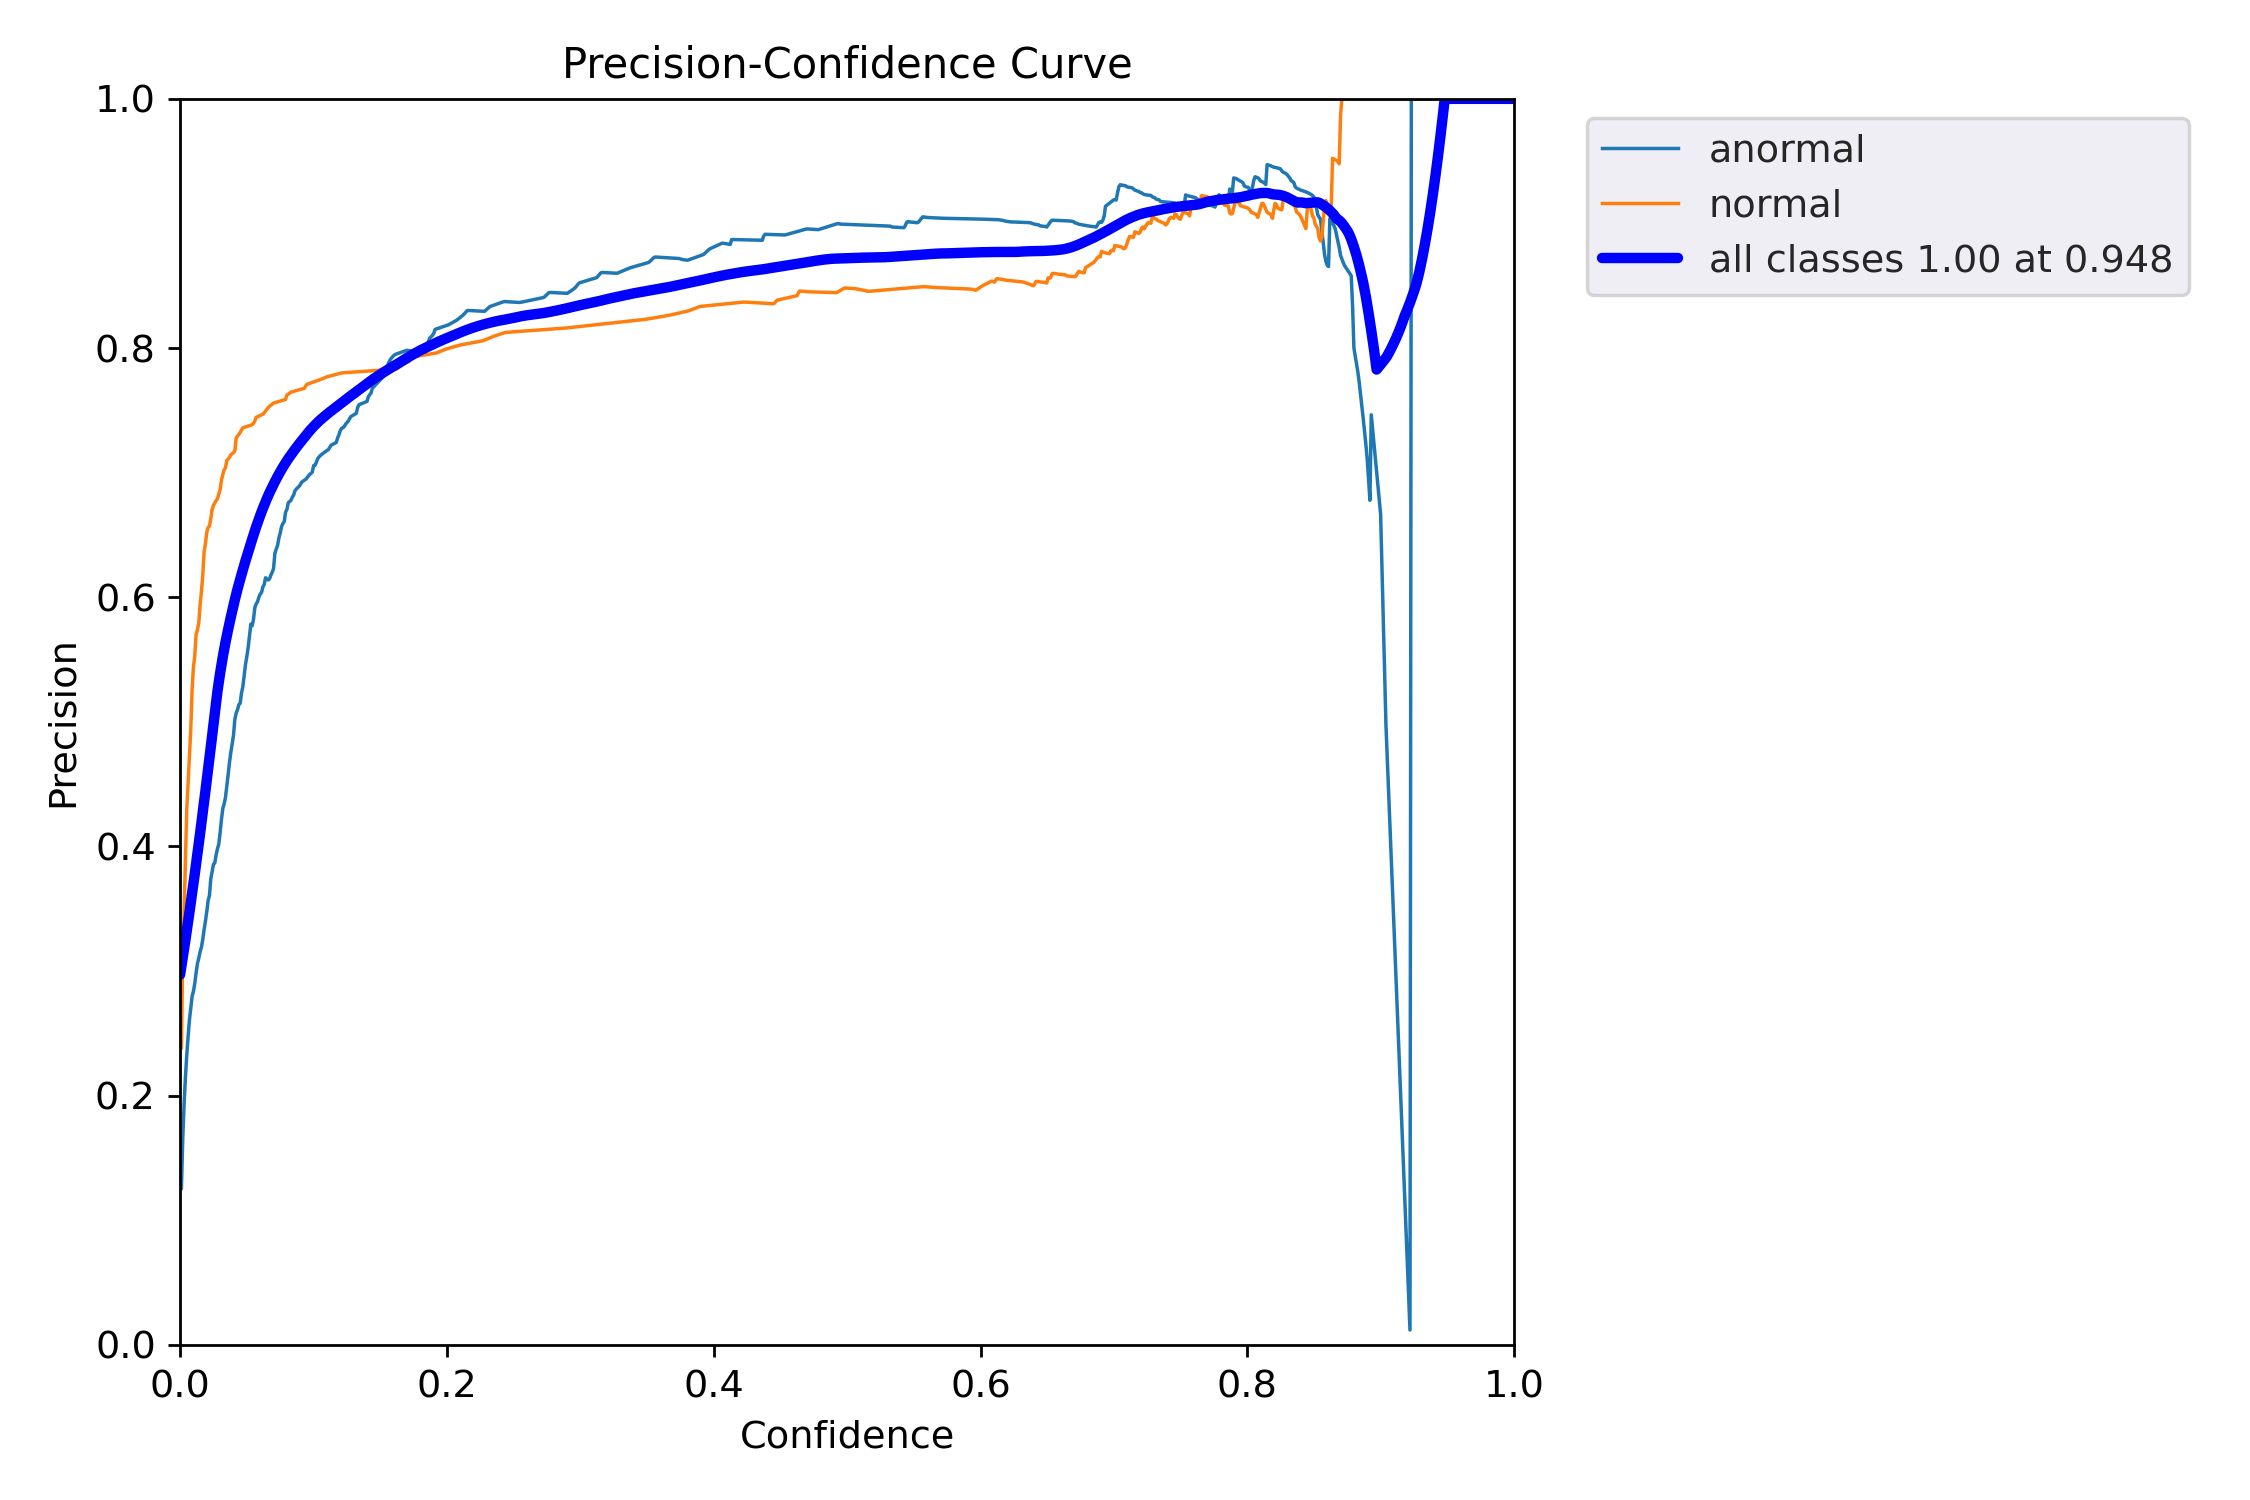 Precision-Confidence Curve
1.0
0.8
0.6
0.4
0.2
0.0
Precision
0.0 0.2 0.4 0.6 0.8 1.0
Confidence
anormal
normal
all classes 1.00 at 0.948